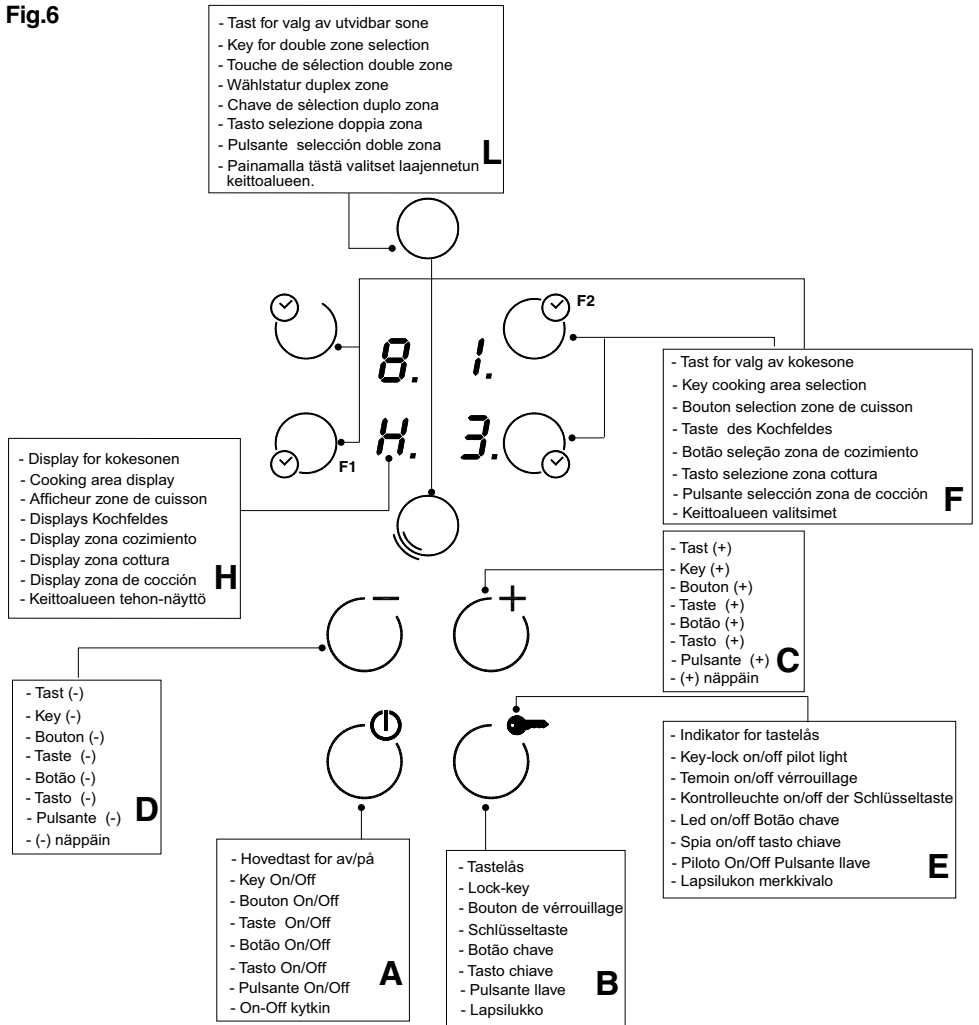 Fig.6
- Tast for valg av utvidbar sone
- Key for double zone selection
- Touche de sélection double zone
- Wählstatur duplex zone
- Chave de sèlection duplo zona
- Tasto selezione doppia zona
- Pulsante selección doble zona
- Painamalla tästä valitset laajennetun
keittoalueen.
L
F2
8. 1.
H. 3.
F1
- Tast for valg av kokesone
- Key cooking area selection
- Bouton selection zone de cuisson
- Taste des Kochfeldes
- Botão seleção zona de cozimiento
- Tasto selezione zona cottura
- Pulsante selección zona de cocción
- Keittoalueen valitsimet
F
- Display for kokesonen
- Cooking area display
- Afficheur zone de cuisson
- Displays Kochfeldes
- Display zona cozimiento
- Display zona cottura
- Display zona de cocción
- Keittoalueen tehon-näyttö
H
- Tast (+)
- Key (+)
- Bouton (+)
- Taste (+)
- Botão (+)
- Tasto (+)
- Pulsante (+)
- (+) näppäin
C
- Tast (-)
- Key (-)
- Bouton (-)
- Taste (-)
- Botão (-)
- Tasto (-)
- Pulsante (-)
- (-) näppäin
D
- Indikator for tastelås
- Key-lock on/off pilot light
- Temoin on/off vérrouillage
- Kontrolleuchte on/off der Schlüsseltaste
- Led on/off Botão chave
- Spia on/off tasto chiave
- Piloto On/Off Pulsante llave
- Lapsilukon merkkivalo
E
- Hovedtast for av/på
- Key On/Off
- Bouton On/Off
- Taste On/Off
- Botão On/Off
- Tasto On/Off
- Pulsante On/Off
- On-Off kytkin
A
- Tastelås
- Lock-key
- Bouton de vérrouillage
- Schlüsseltaste
- Botão chave
- Tasto chiave
- Pulsante llave
- Lapsilukko
B